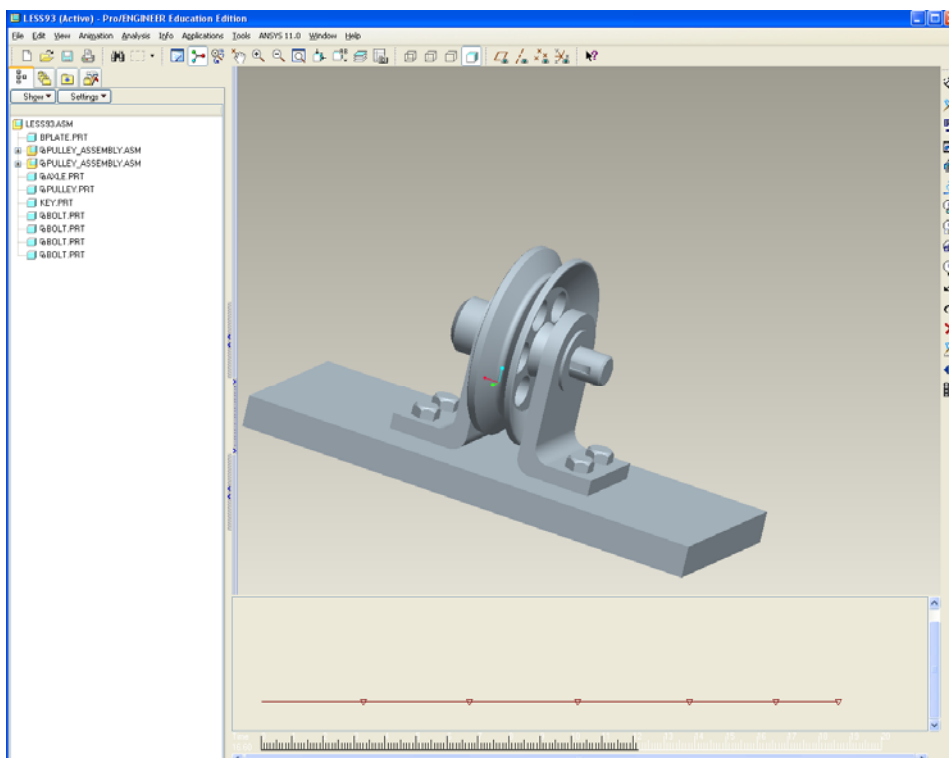 LESS93 (Active) - Pro/ENGINEER Education Edition
File Edit View Animation Analysis Info Applications Tools ANSYS 11.0 Window Help
Show Settings
LESS93.ASM
BPLATE.PRT
PULLEY_ASSEMBLY.ASM
PULLEY_ASSEMBLY.ASM
AXLE.PRT
PULLEY.PRT
KEY.PRT
BOLT.PRT
BOLT.PRT
BOLT.PRT
BOLT.PRT
Time